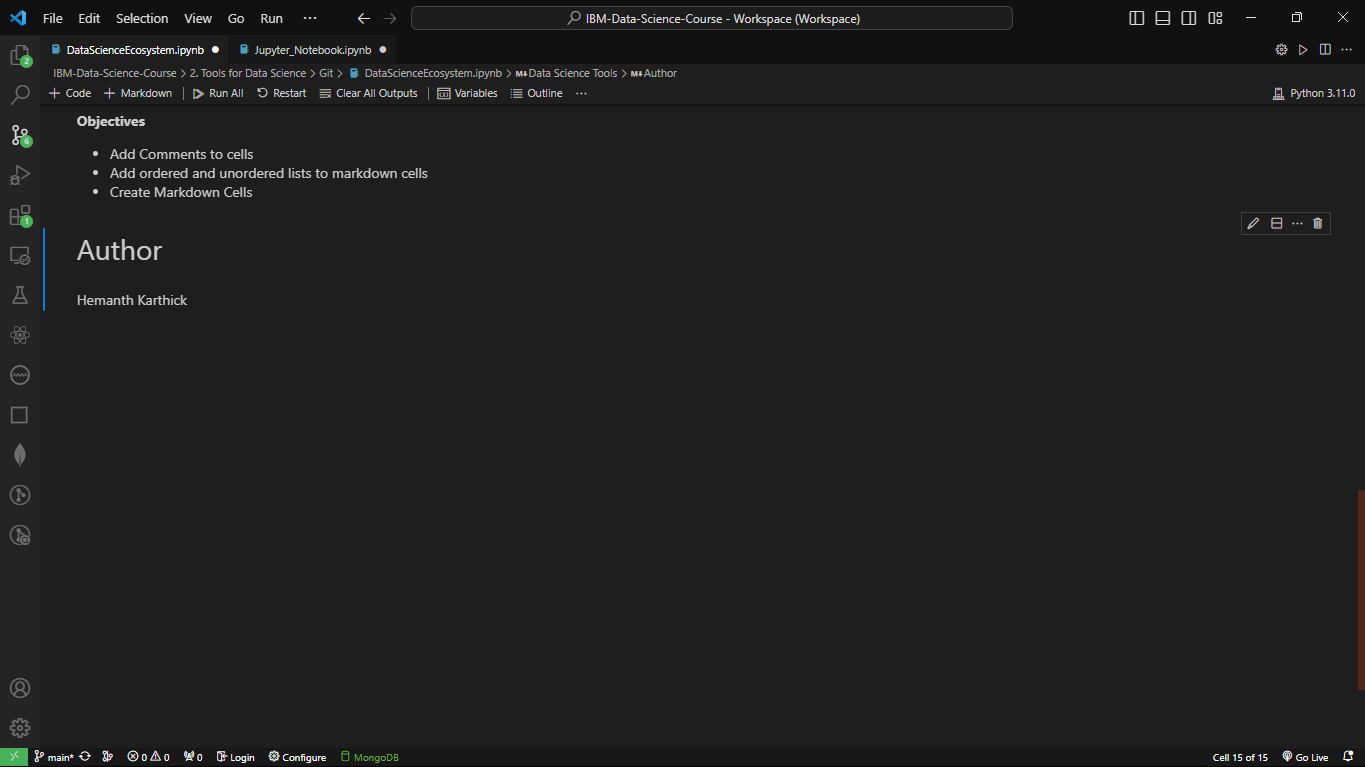 File Edit Selection View Go Run ··· IBM-Data-Science-Course - Workspace (Workspace)
DataScienceEcosystem.ipynb Jupyter_Notebook.ipynb
IBM-Data-Science-Course > 2. Tools for Data Science > Git > DataScienceEcosystem.ipynb > M↓Data Science Tools > M↓Author
+ Code + Markdown Run All Restart Clear All Outputs Variables Outline ··· Python 3.11.0
Objectives
• Add Comments to cells
• Add ordered and unordered lists to markdown cells
• Create Markdown Cells
Author
Hemanth Karthick
2
6
1
main* 0 0 0 Login Configure MongoDB Cell 15 of 15 Go Live